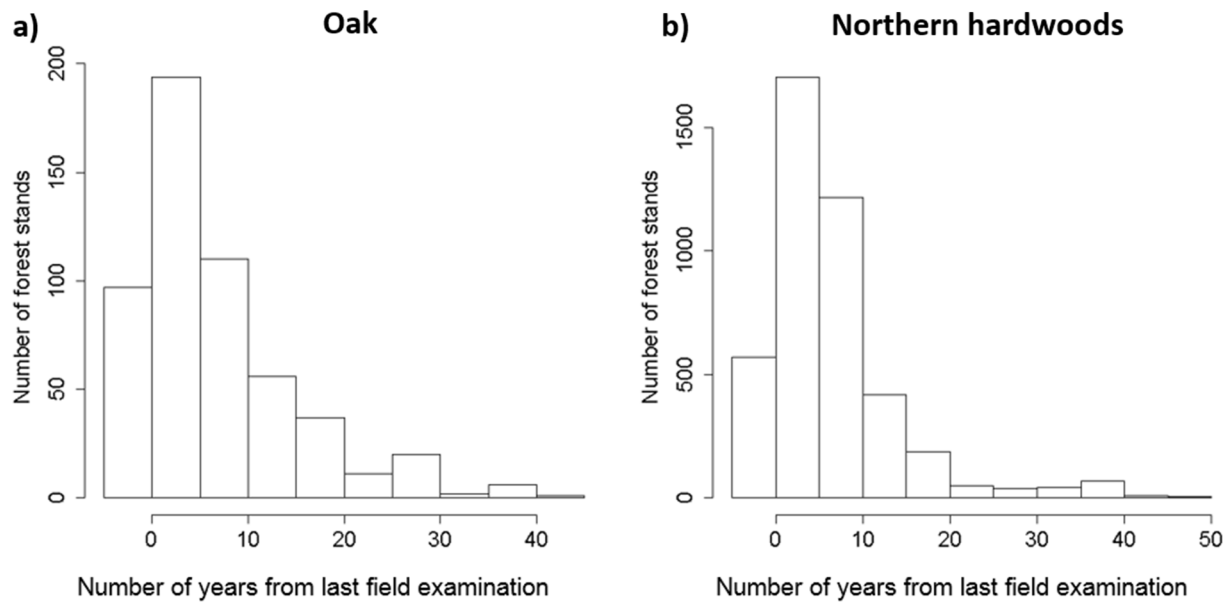 a)
Oak
Number of forest stands
200
150
100
50
0
0 10 20 30 40
Number of years from last field examination
b)
Northern hardwoods
Number of forest stands
1500
1000
500
0
0 10 20 30 40 50
Number of years from last field examination